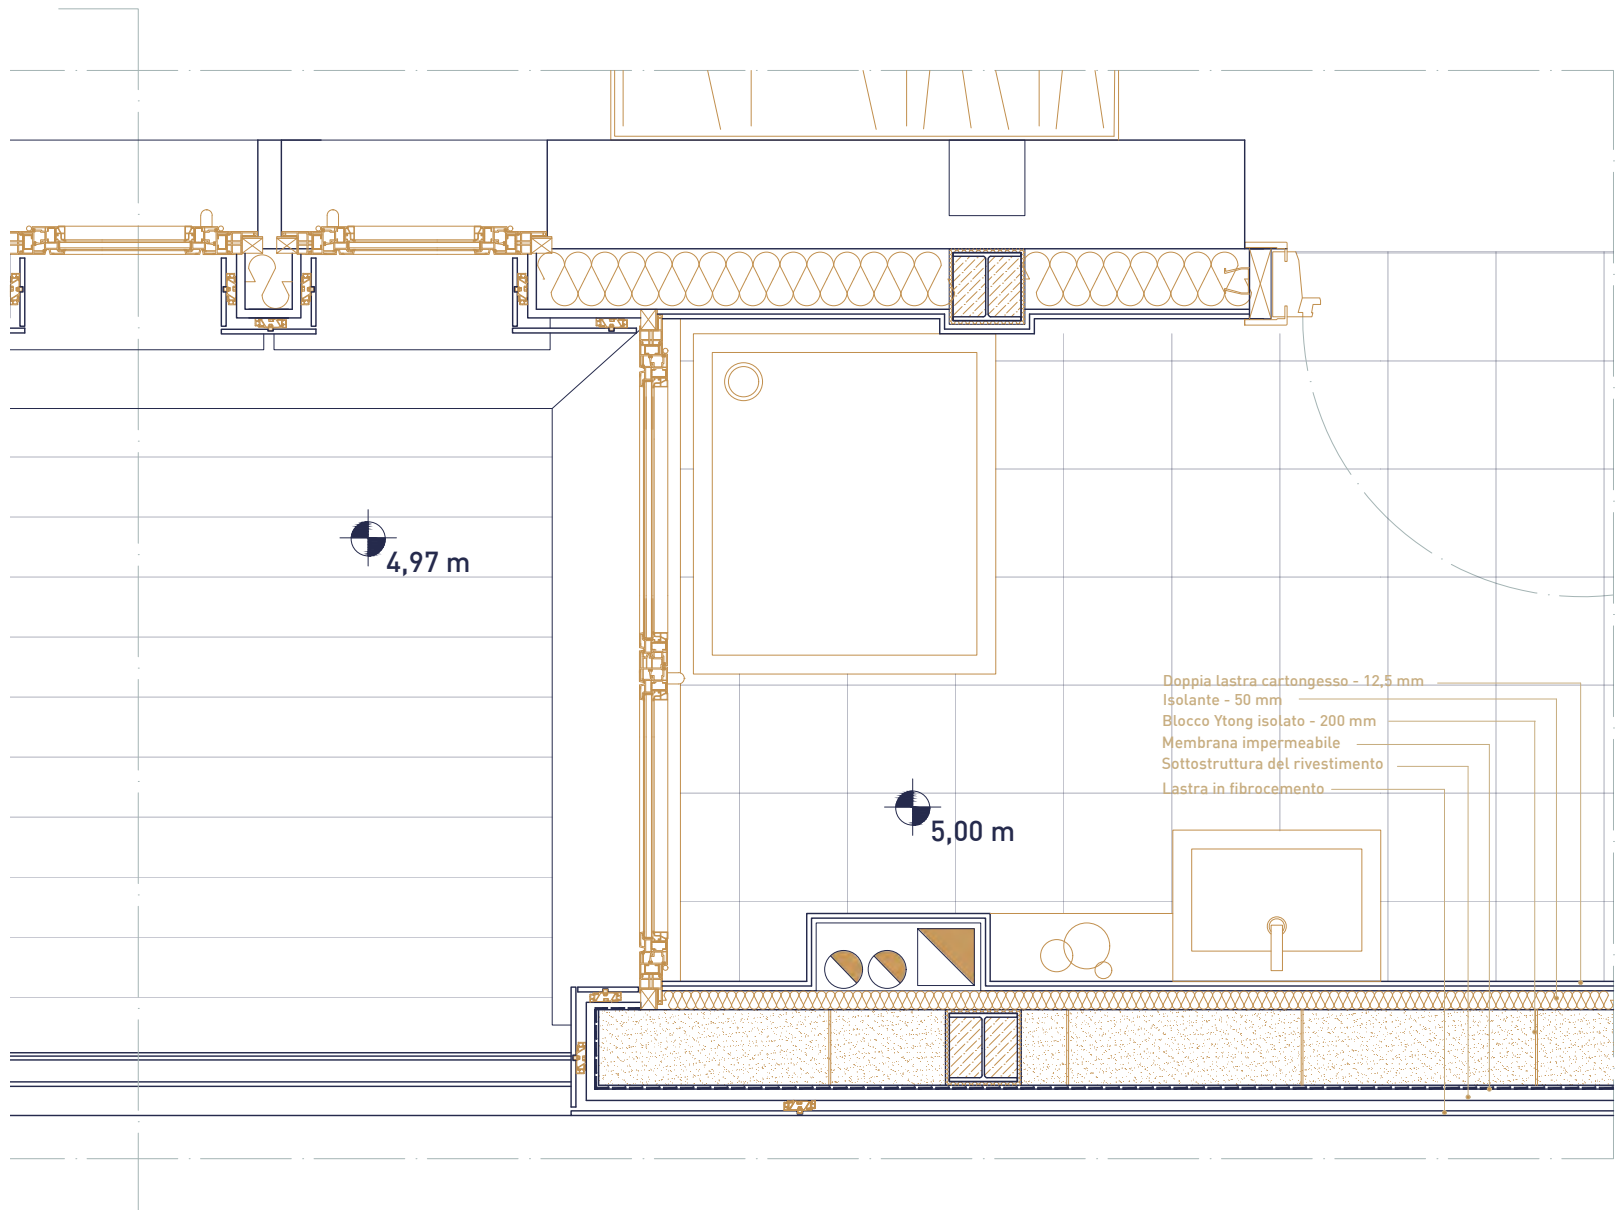 4,97 m
Doppia lastra cartongesso - 12,5 mm
Isolante - 50 mm
Blocco Ytong isolato - 200 mm
Membrana impermeabile
Sottostruttura del rivestimento
Lastra in fibrocemento
5,00 m